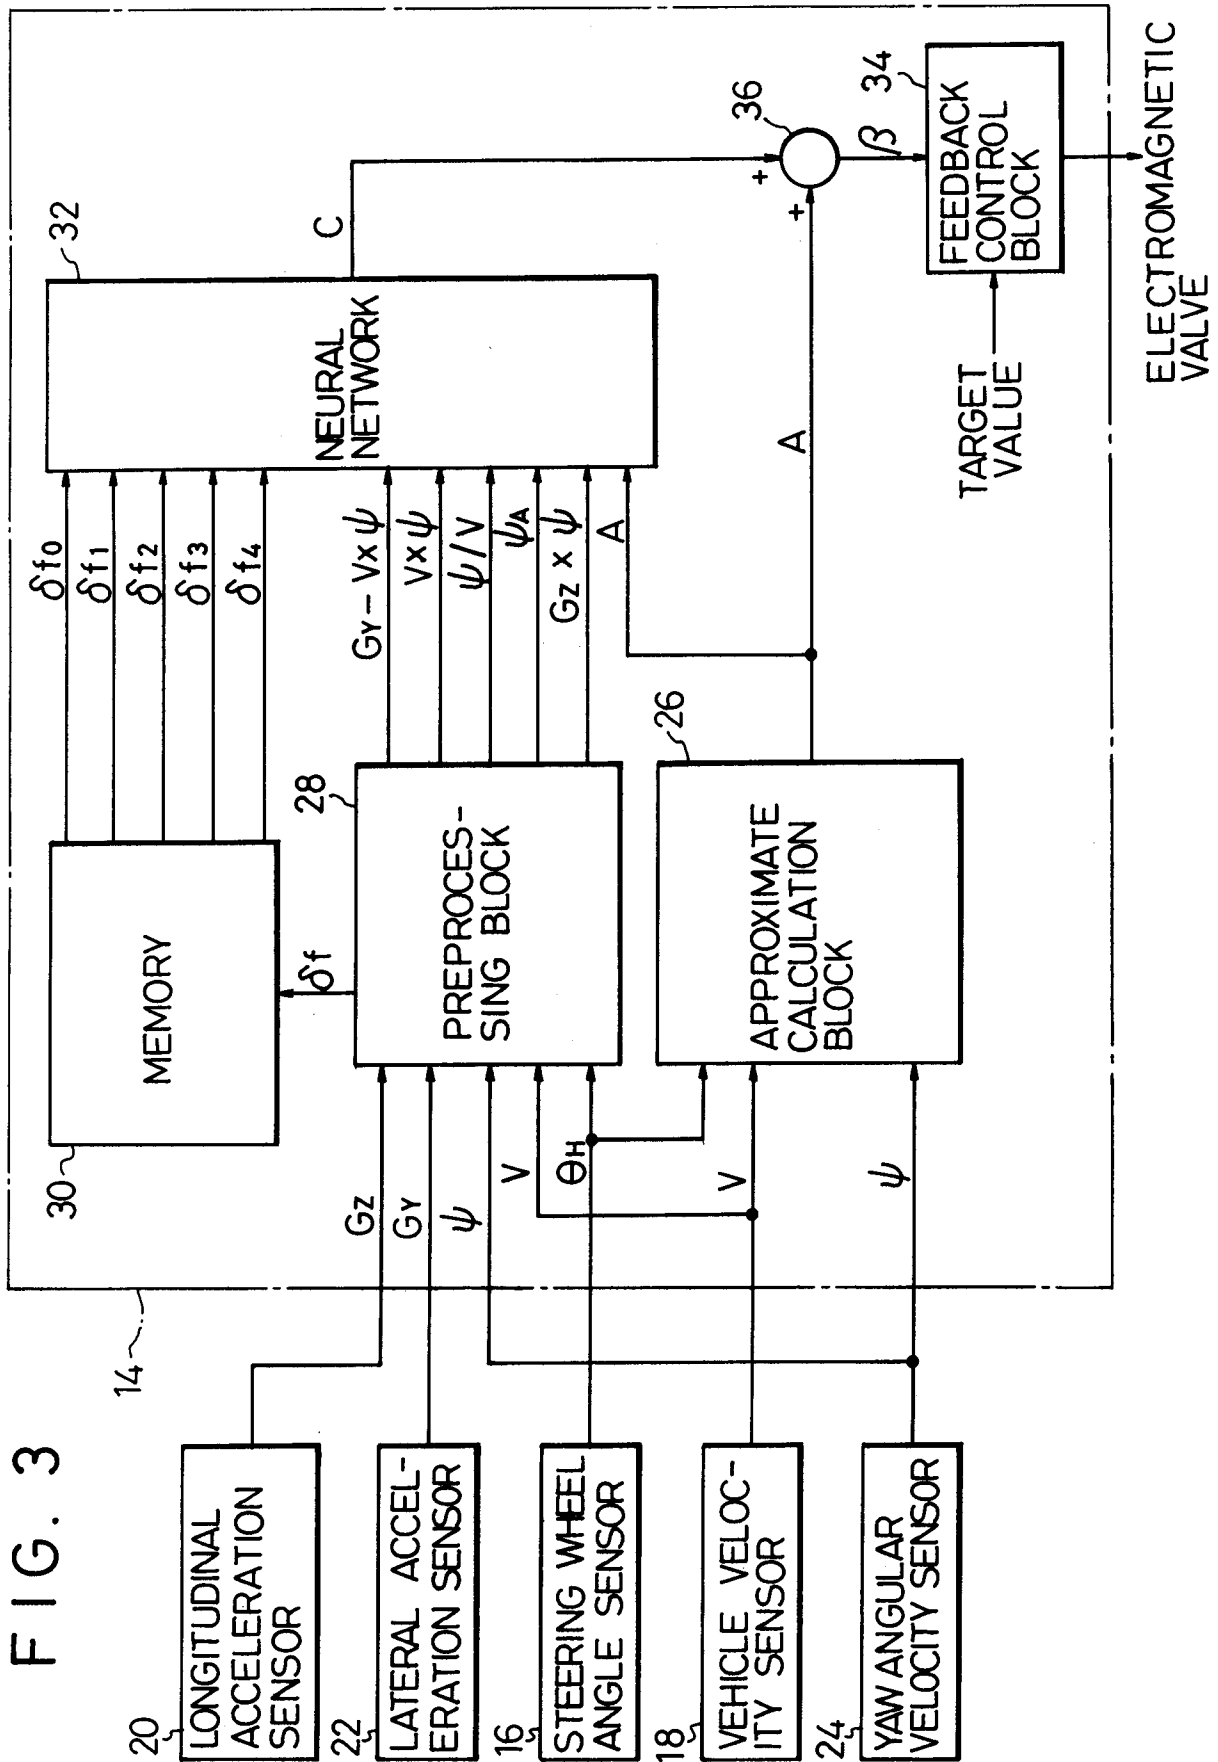 FIG. 3
20
LONGITUDINAL
ACCELERATION
SENSOR
22
LATERAL ACCEL-
ERATION SENSOR
16
STEERING WHEEL
ANGLE SENSOR
18
VEHICLE VELOC-
ITY SENSOR
24
YAW ANGULAR
VELOCITY SENSOR
14
GZ
GY
ψ
V
θH
V
ψ
30
MEMORY
δf
28
PREPROCES-
SING BLOCK
26
APPROXIMATE
CALCULATION
BLOCK
δf0
δf1
δf2
δf3
δf4
GY – V×ψ
V×ψ
ψ/V
ψA
GZ × ψ
A
32
NEURAL
NETWORK
C
A
+
+
36
β
34
FEEDBACK
CONTROL
BLOCK
TARGET
VALUE
ELECTROMAGNETIC
VALVE